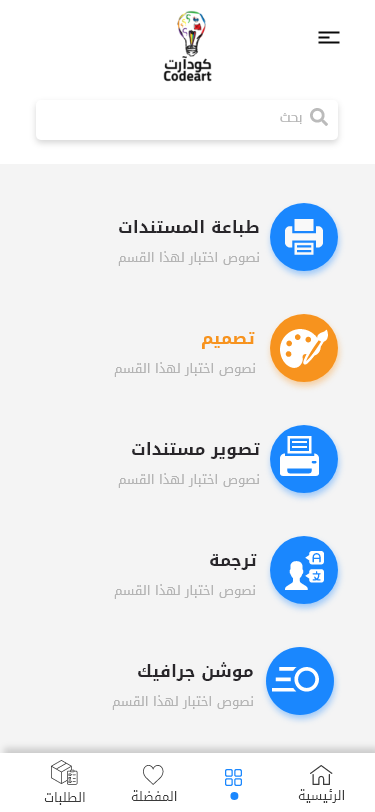 كودآرت
Codeart
بحث
طباعة المستندات
نصوص اختبار لهذا القسم
تصميم
نصوص اختبار لهذا القسم
تصوير مستندات
نصوص اختبار لهذا القسم
ترجمة
نصوص اختبار لهذا القسم
موشن جرافيك
نصوص اختبار لهذا القسم
الرئيسية
المفضلة
الطلبات